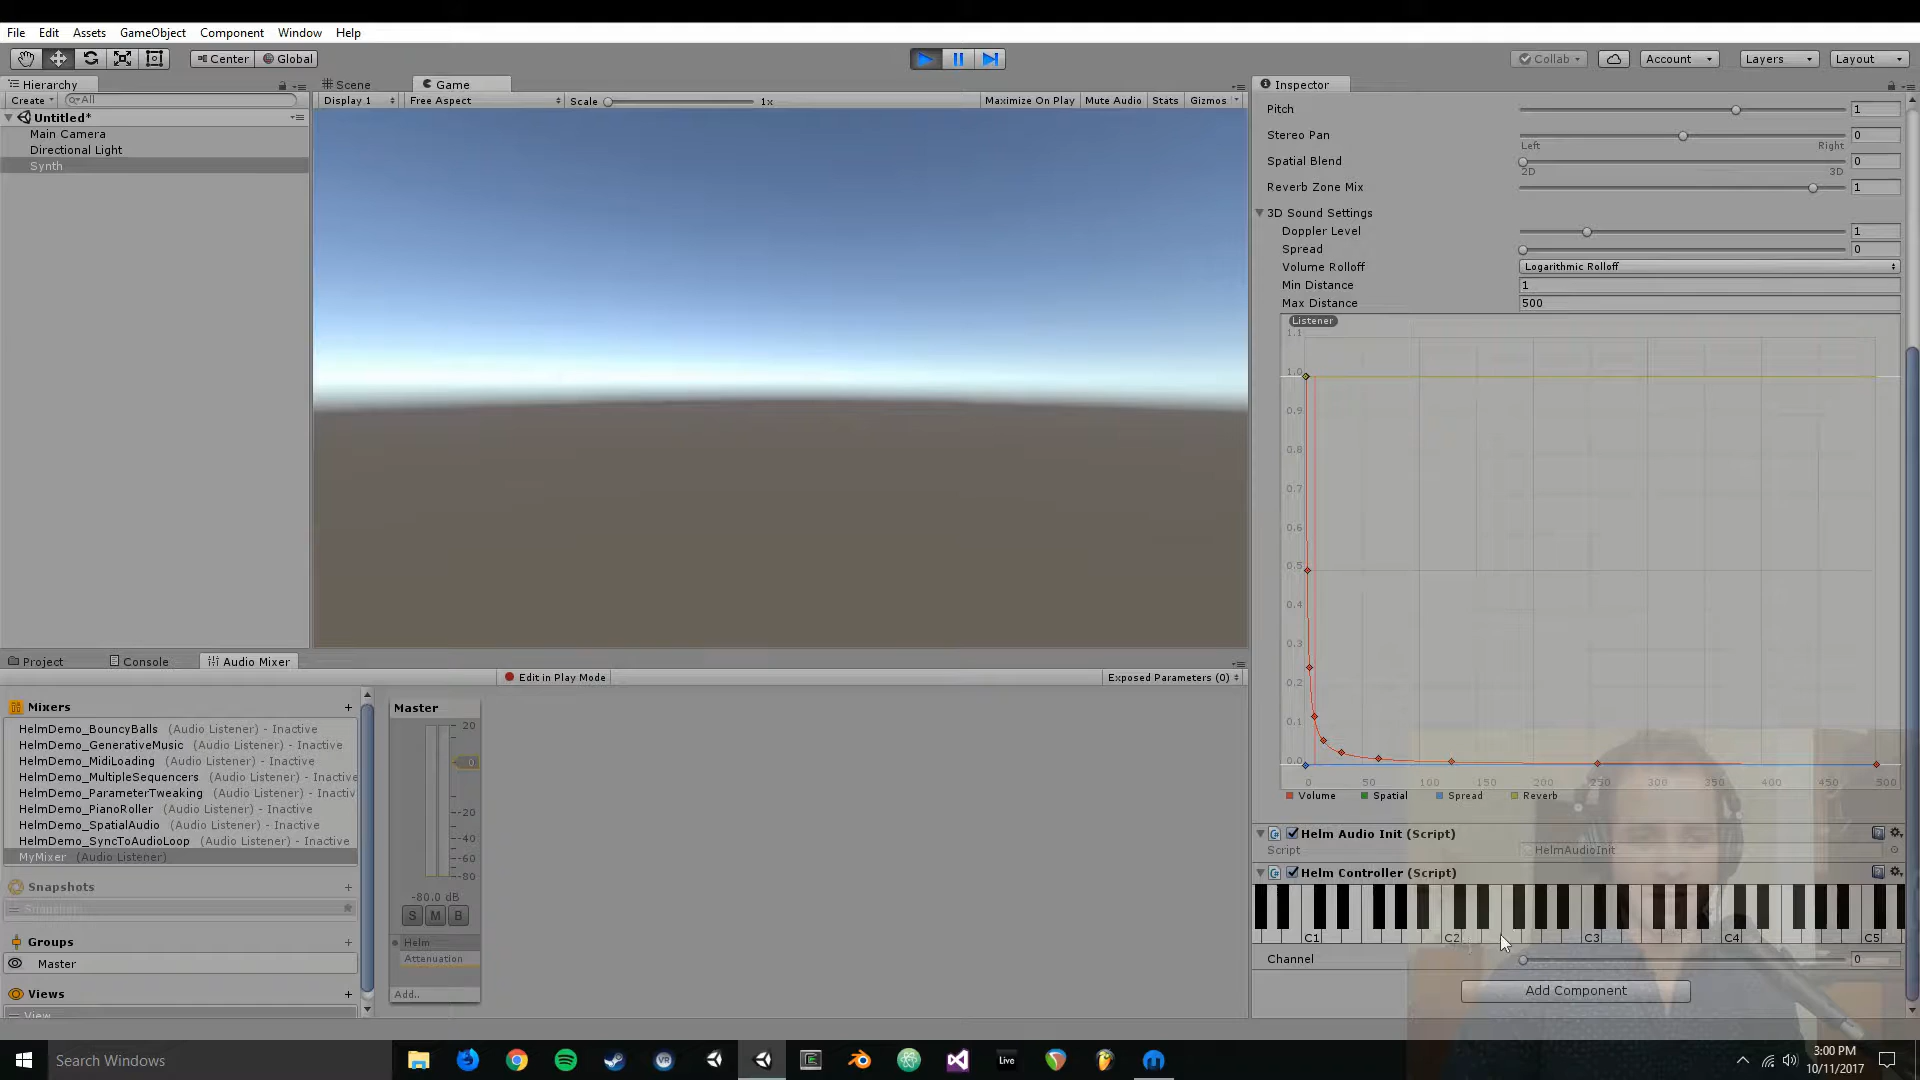 File Edit Assets GameObject Component Window Help
Center Global
Collab Account Layers Layout
Hierarchy
Create All
Untitled*
Main Camera
Directional Light
Synth
Scene Game
Display 1 Free Aspect Scale 1x Maximize On Play Mute Audio Stats Gizmos
Inspector
Pitch 1
Stereo Pan 0
Left Right
Spatial Blend 0
2D 3D
Reverb Zone Mix 1
3D Sound Settings
Doppler Level 1
Spread 0
Volume Rolloff Logarithmic Rolloff
Min Distance 1
Max Distance 500
Listener
1.1
1.0
0.9
0.8
0.7
0.6
0.5
0.4
0.3
0.2
0.1
0.0
0 50 100 150 200 250 300 350 400 450 500
Volume Spatial Spread Reverb
Helm Audio Init (Script)
Script HelmAudioInit
Helm Controller (Script)
C1 C2 C3 C4 C5
Channel 0
Add Component
Project Console Audio Mixer
Edit in Play Mode Exposed Parameters (0)
Mixers +
HelmDemo_BouncyBalls (Audio Listener) - Inactive
HelmDemo_GenerativeMusic (Audio Listener) - Inactive
HelmDemo_MidiLoading (Audio Listener) - Inactive
HelmDemo_MultipleSequencers (Audio Listener) - Inactive
HelmDemo_ParameterTweaking (Audio Listener) - Inactiv
HelmDemo_PianoRoller (Audio Listener) - Inactive
HelmDemo_SpatialAudio (Audio Listener) - Inactive
HelmDemo_SyncToAudioLoop (Audio Listener) - Inactive
MyMixer (Audio Listener)
Snapshots +
Snapshot
Groups +
Master
Views +
View
Master
20
0
-20
-40
-60
-80
-80.0 dB
S M B
Helm
Attenuation
Add..
Search Windows
VR
Live
3:00 PM
10/11/2017